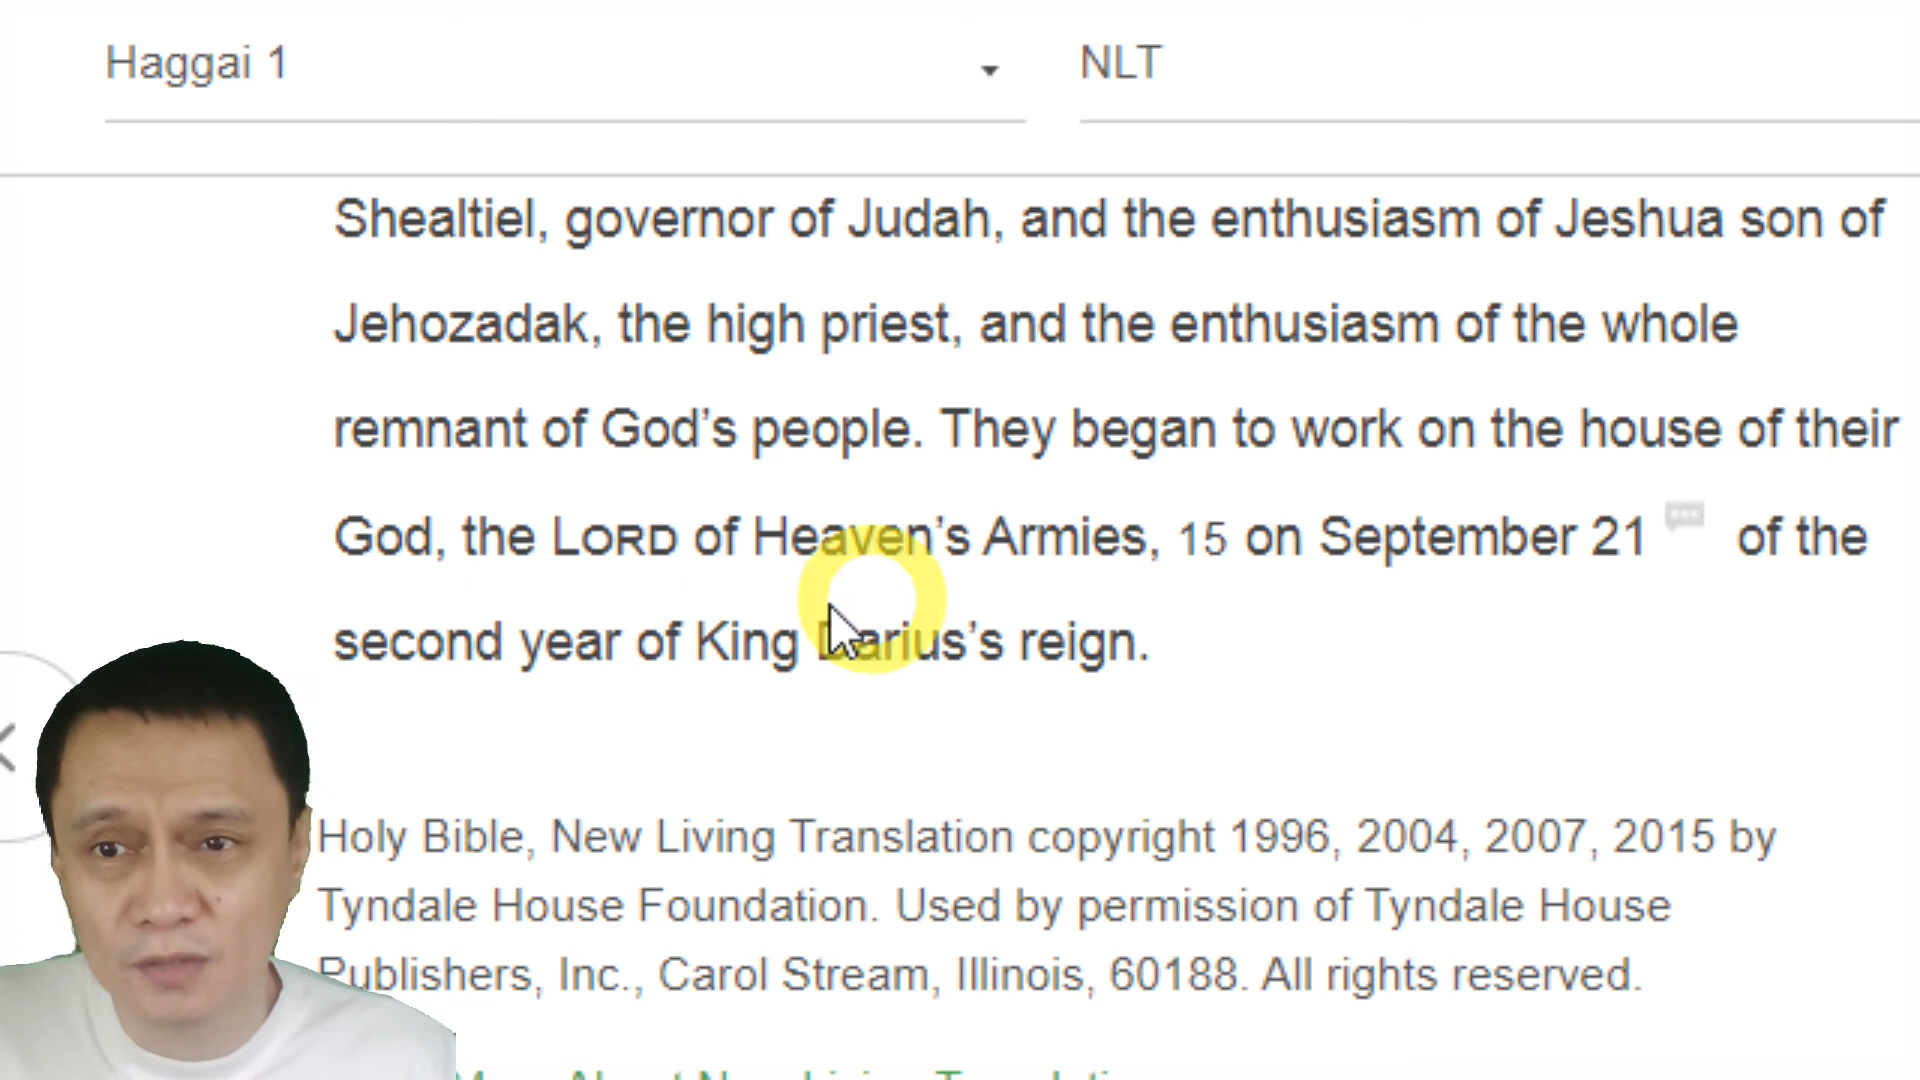 Haggai 1
NLT
Shealtiel, governor of Judah, and the enthusiasm of Jeshua son of
Jehozadak, the high priest, and the enthusiasm of the whole
remnant of God’s people. They began to work on the house of their
God, the LORD of Heaven’s Armies, 15 on September 21 of the
second year of King Darius’s reign.
Holy Bible, New Living Translation copyright 1996, 2004, 2007, 2015 by
Tyndale House Foundation. Used by permission of Tyndale House
Publishers, Inc., Carol Stream, Illinois, 60188. All rights reserved.